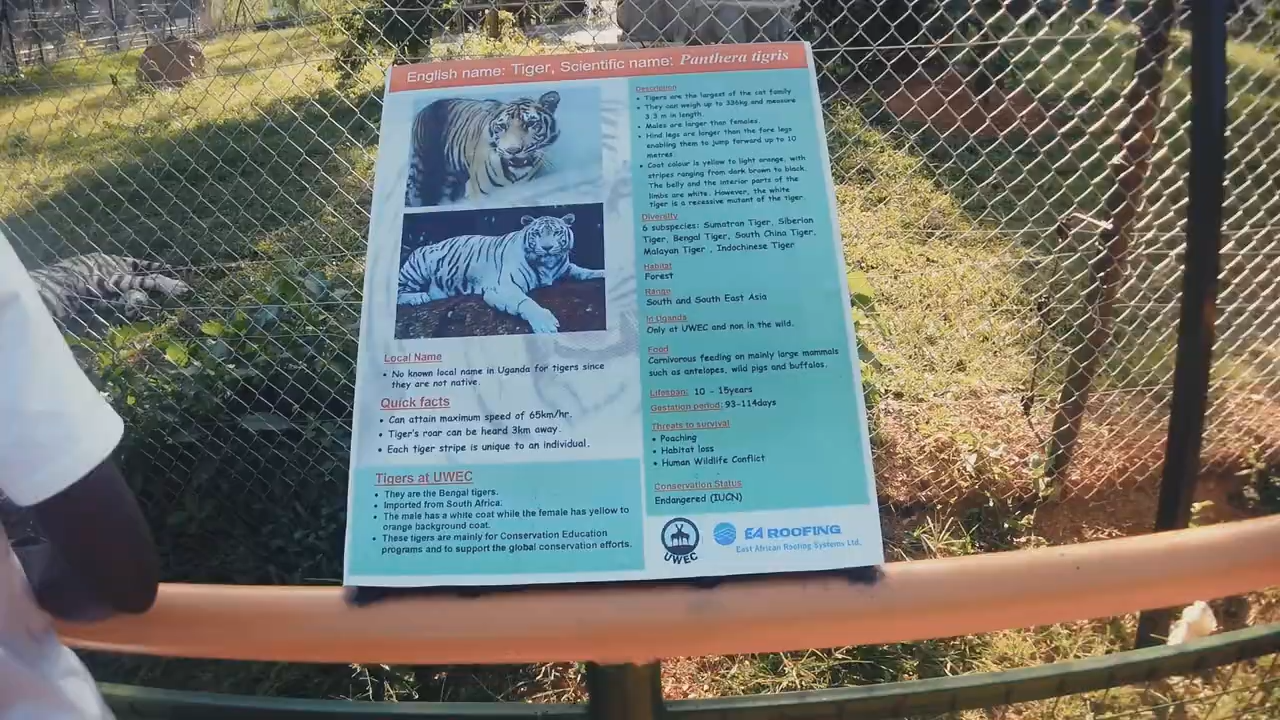 English name: Tiger, Scientific name: Panthera tigris
Local Name
• No known local name in Uganda for tigers since
they are not native.
Quick facts
• Can attain maximum speed of 65km/hr.
• Tiger's roar can be heard 3km away.
• Each tiger stripe is unique to an individual.
Tigers at UWEC
• They are the Bengal tigers.
• Imported from South Africa.
• The male has a white coat while the female has yellow to
orange background coat.
• These tigers are mainly for Conservation Education
programs and to support the global conservation efforts.
Description
• Tigers are the largest of the cat family
• They can weigh up to 336kg and measure
3.3 m in length.
• Males are larger than females.
• Hind legs are larger than the fore legs
enabling them to jump forward up to 10
metres
• Coat colour is yellow to light orange, with
stripes ranging from dark brown to black.
The belly and the interior parts of the
limbs are white. However, the white
tiger is a recessive mutant of the tiger.
Diversity
6 subspecies: Sumatran Tiger, Siberian
Tiger, Bengal Tiger, South China Tiger,
Malayan Tiger , Indochinese Tiger
Habitat
Forest
Range
South and South East Asia
In Uganda
Only at UWEC and non in the wild.
Food
Carnivorous feeding on mainly large mammals
such as antelopes, wild pigs and buffalos.
Lifespan: 10 - 15years
Gestation period: 93-114days
Threats to survival
• Poaching
• Habitat loss
• Human Wildlife Conflict
Conservation Status
Endangered (IUCN)
UWEC
EA ROOFING
East African Roofing Systems Ltd.